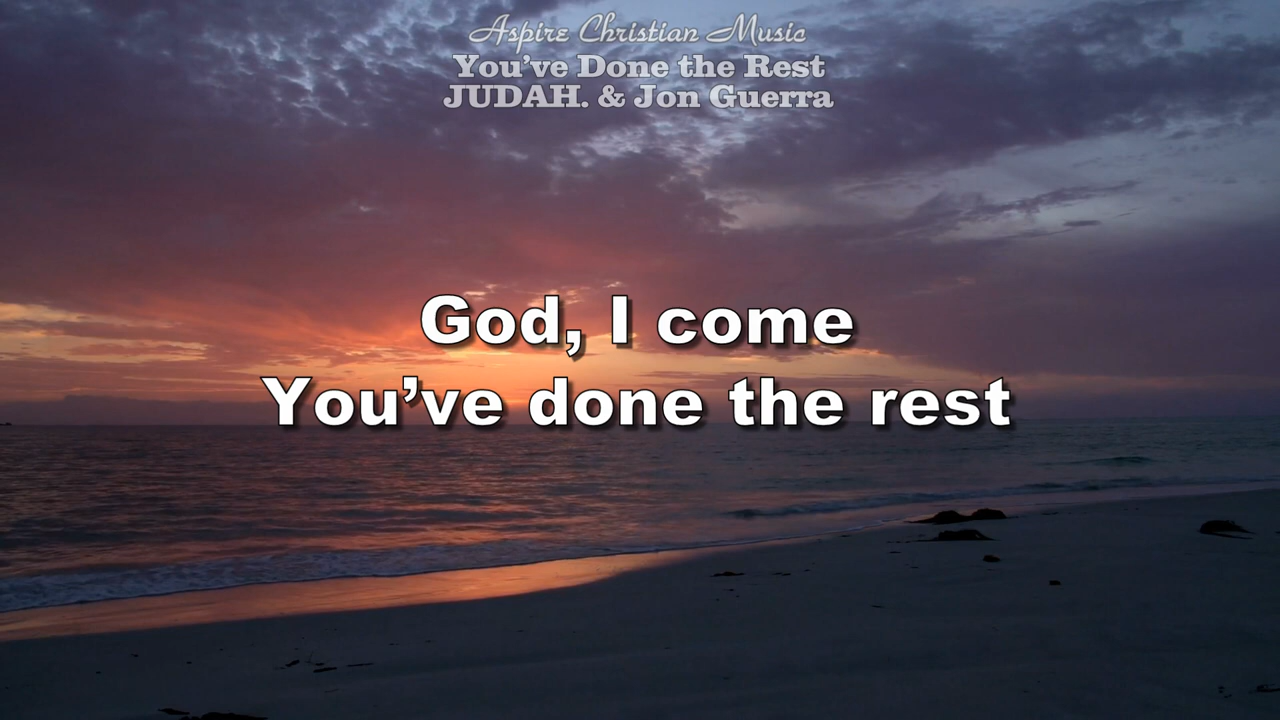 Aspire Christian Music
You’ve Done the Rest
JUDAH. & Jon Guerra
God, I come
You’ve done the rest